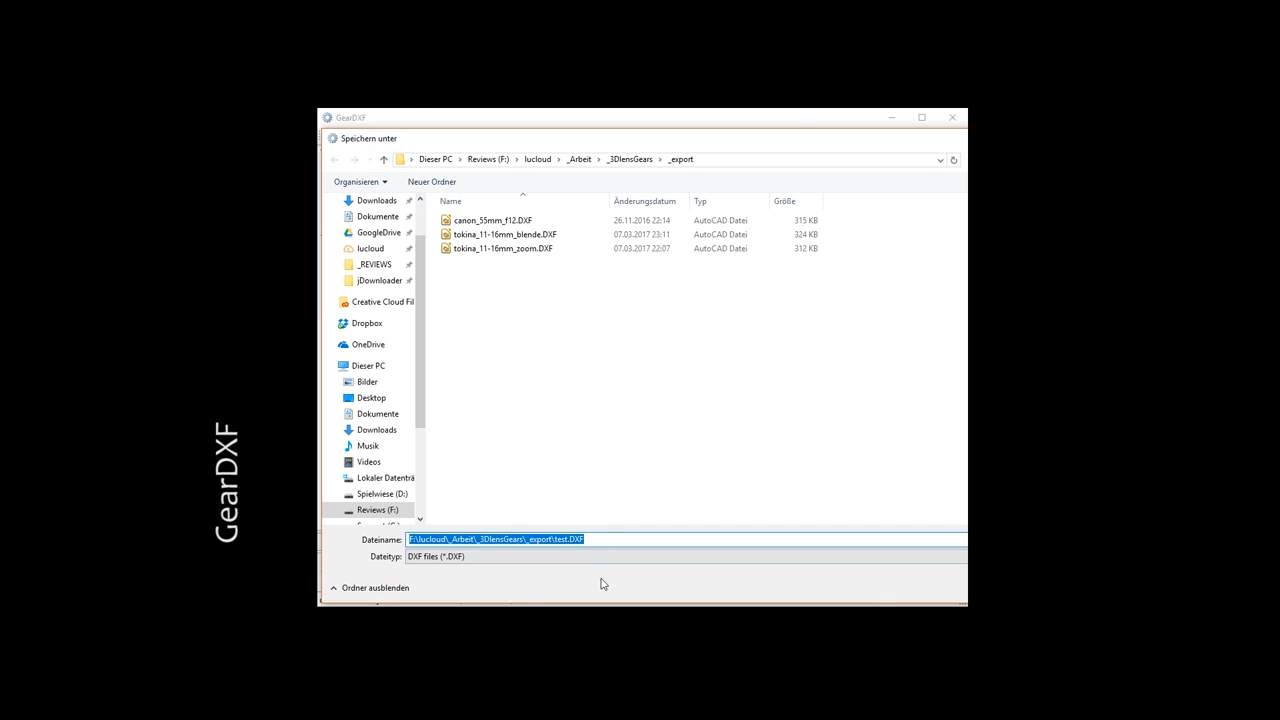 GearDXF
Speichern unter
Dieser PC > Reviews (F:) > lucloud > _Arbeit > _3DlensGears > _export
Organisieren Neuer Ordner
Downloads
Dokumente
GoogleDrive
lucloud
_REVIEWS
jDownloader
Creative Cloud Fil
Dropbox
OneDrive
Dieser PC
Bilder
Desktop
Dokumente
Downloads
Musik
Videos
Lokaler Datenträ
Spielwiese (D:)
Reviews (F:)
Name Änderungsdatum Typ Größe
canon_55mm_f12.DXF 26.11.2016 22:14 AutoCAD Datei 315 KB
tokina_11-16mm_blende.DXF 07.03.2017 23:11 AutoCAD Datei 324 KB
tokina_11-16mm_zoom.DXF 07.03.2017 22:07 AutoCAD Datei 312 KB
Dateiname: F:\lucloud\_Arbeit\_3DlensGears\_export\test.DXF
Dateityp: DXF files (*.DXF)
Ordner ausblenden
GearDXF